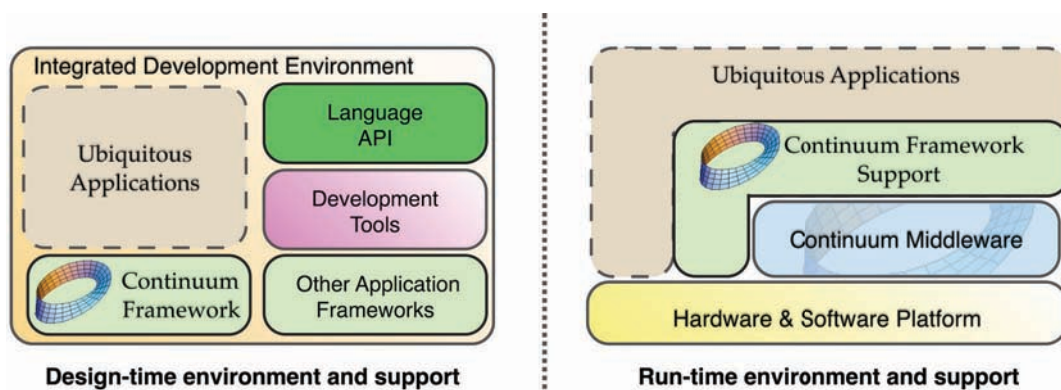 Integrated Development Environment
Ubiquitous
Applications
Language
API
Development
Tools
Continuum
Framework
Other Application
Frameworks
Design-time environment and support
Ubiquitous Applications
Continuum Framework
Support
Continuum Middleware
Hardware & Software Platform
Run-time environment and support